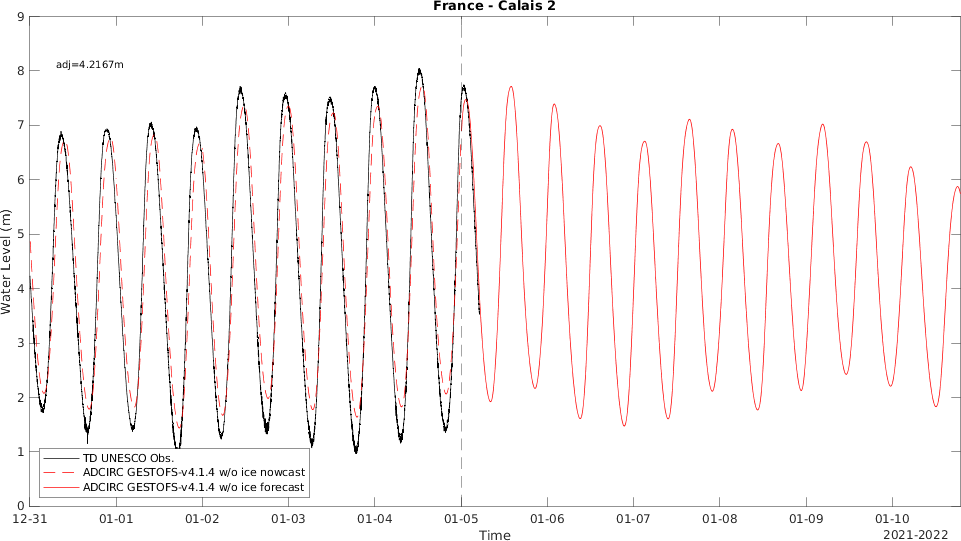 France - Calais 2
9
adj=4.2167m
8
7
6
5
4
3
2
1
0
Water Level (m)
TD UNESCO Obs.
ADCIRC GESTOFS-v4.1.4 w/o ice nowcast
ADCIRC GESTOFS-v4.1.4 w/o ice forecast
12-31 01-01 01-02 01-03 01-04 01-05 01-06 01-07 01-08 01-09 01-10
Time
2021-2022